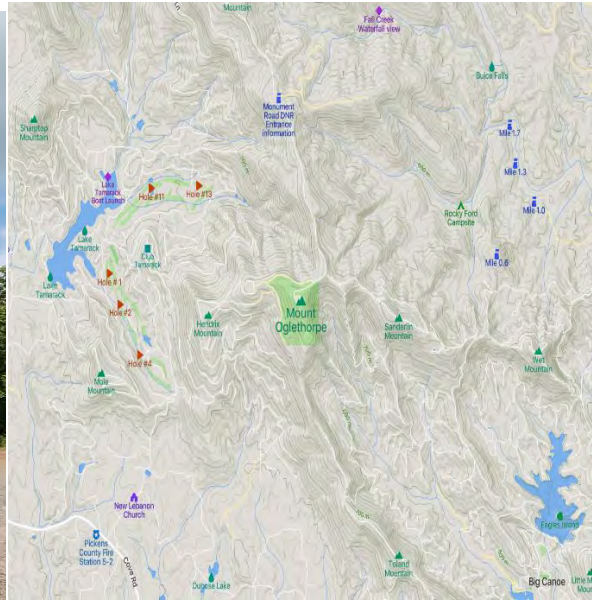 Mountain
Fall Creek
Waterfall view
Buice Falls
Monument
Road DNR
Entrance
information
Sharptop
Mountain
Mile 1.7
Mile 1.3
Lake
Tamarack
Boat Launch
Hole #11
Hole #13
Mile 1.0
Rocky Ford
Campsite
Lake
Tamarack
Club
Tamarack
Mile 0.6
Lake
Tamarack
Hole # 1
Hole #2
Hendrix
Mountain
Mount
Oglethorpe
Sanderlin
Mountain
Hole #4
Wet
Mountain
Mule
Mountain
New Lebanon
Church
Eagles Island
Pickens
County Fire
Station 5-2
Cove Rd
Dugose Lake
Toland
Mountain
Big Canoe